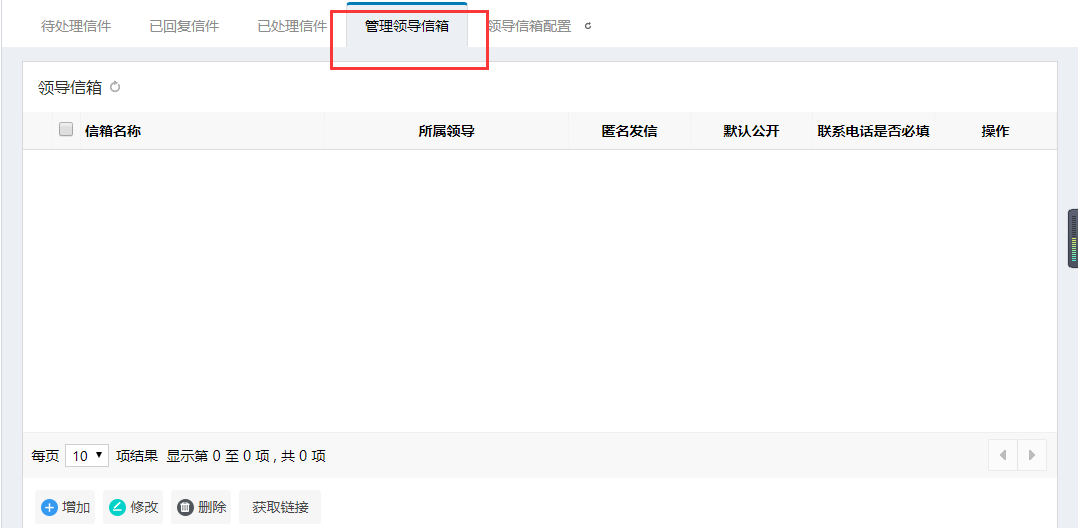 待处理信件 已回复信件 已处理信件 管理领导信箱 领导信箱配置
领导信箱
信箱名称 所属领导 匿名发信 默认公开 联系电话是否必填 操作
每页 10 项结果 显示第 0 至 0 项 , 共 0 项
增加 修改 删除 获取链接